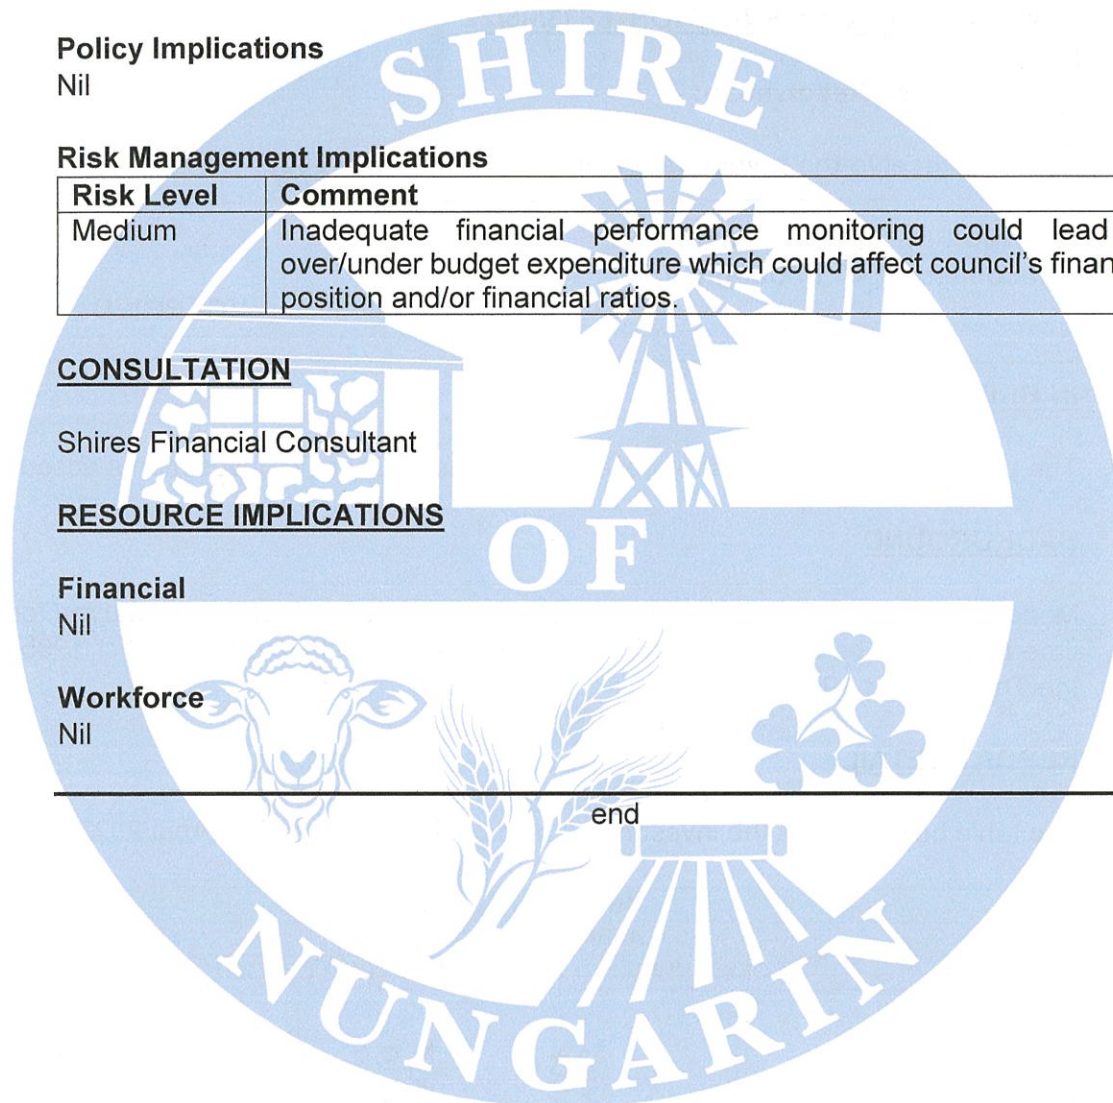 Policy Implications
Nil
Risk Management Implications
Risk Level Comment
Medium Inadequate financial performance monitoring could lead
over/under budget expenditure which could affect council's finan
position and/or financial ratios.
CONSULTATION
Shires Financial Consultant
RESOURCE IMPLICATIONS
Financial
Nil
Workforce
Nil
end
SHIRE
OF
NUNGARIN